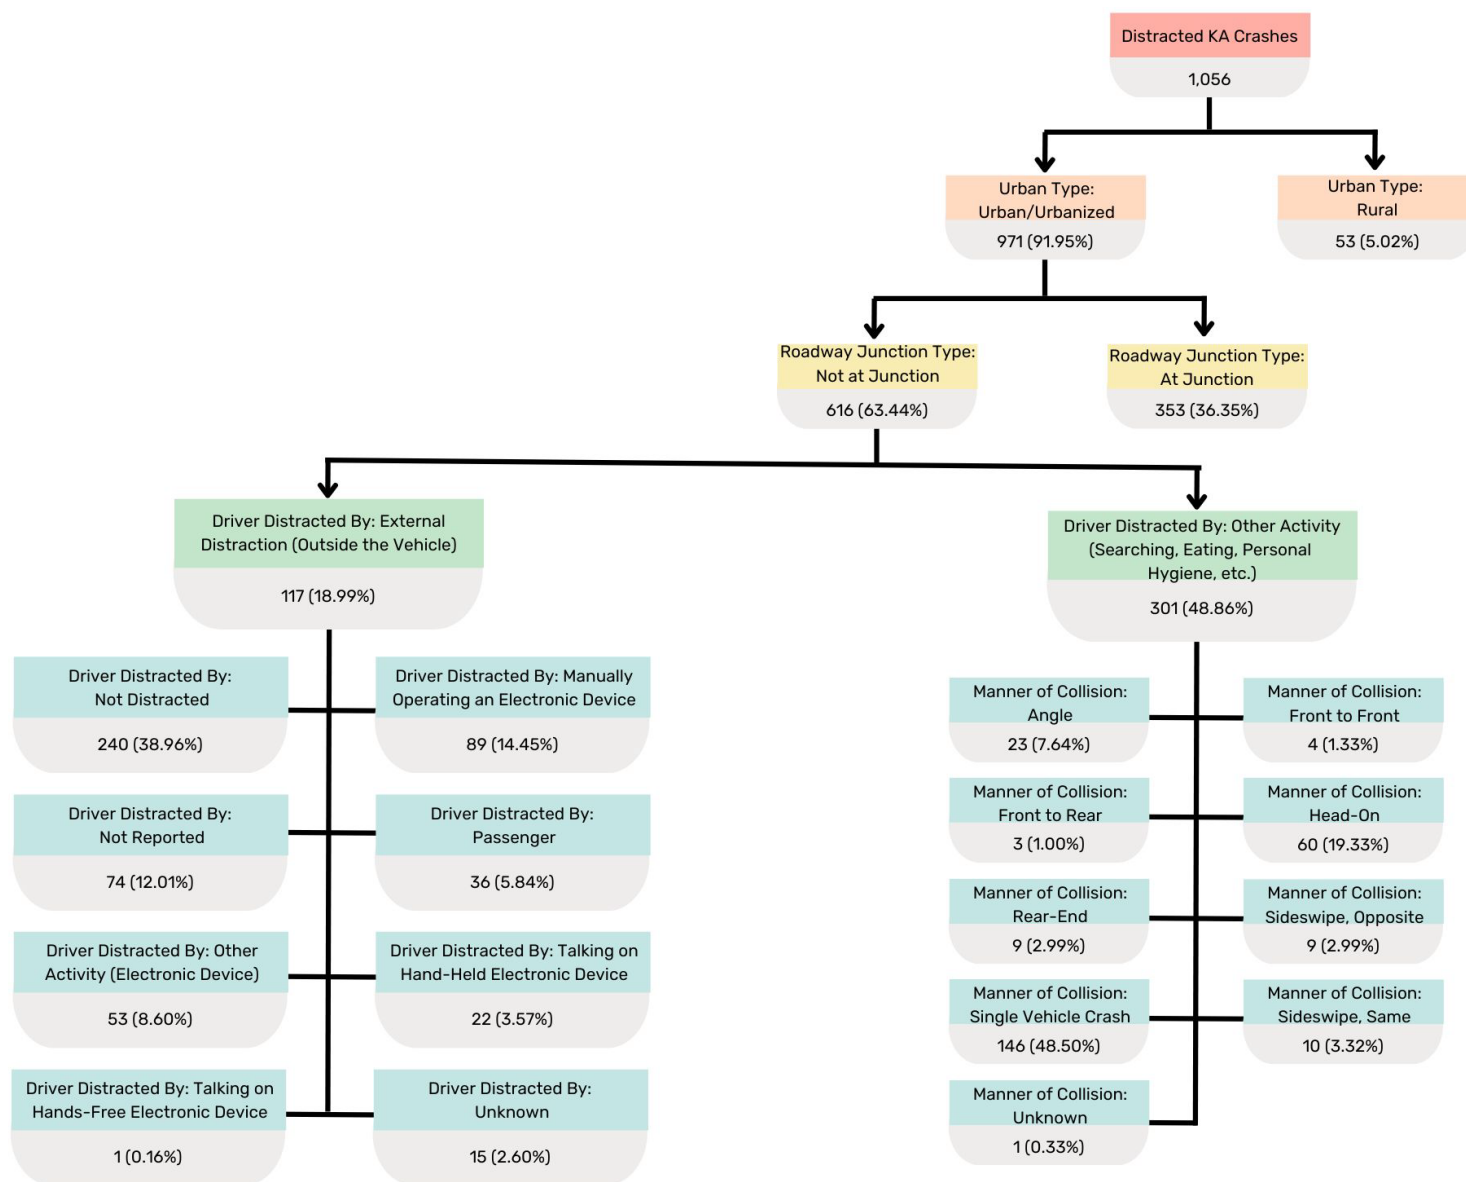 Distracted KA Crashes
1,056
Urban Type:
Urban/Urbanized
971 (91.95%)
Urban Type:
Rural
53 (5.02%)
Roadway Junction Type:
Not at Junction
616 (63.44%)
Roadway Junction Type:
At Junction
353 (36.35%)
Driver Distracted By: External
Distraction (Outside the Vehicle)
117 (18.99%)
Driver Distracted By: Other Activity
(Searching, Eating, Personal
Hygiene, etc.)
301 (48.86%)
Driver Distracted By:
Not Distracted
240 (38.96%)
Driver Distracted By: Manually
Operating an Electronic Device
89 (14.45%)
Driver Distracted By:
Not Reported
74 (12.01%)
Driver Distracted By:
Passenger
36 (5.84%)
Driver Distracted By: Other
Activity (Electronic Device)
53 (8.60%)
Driver Distracted By: Talking on
Hand-Held Electronic Device
22 (3.57%)
Driver Distracted By: Talking on
Hands-Free Electronic Device
1 (0.16%)
Driver Distracted By:
Unknown
15 (2.60%)
Manner of Collision:
Angle
23 (7.64%)
Manner of Collision:
Front to Front
4 (1.33%)
Manner of Collision:
Front to Rear
3 (1.00%)
Manner of Collision:
Head-On
60 (19.33%)
Manner of Collision:
Rear-End
9 (2.99%)
Manner of Collision:
Sideswipe, Opposite
9 (2.99%)
Manner of Collision:
Single Vehicle Crash
146 (48.50%)
Manner of Collision:
Sideswipe, Same
10 (3.32%)
Manner of Collision:
Unknown
1 (0.33%)